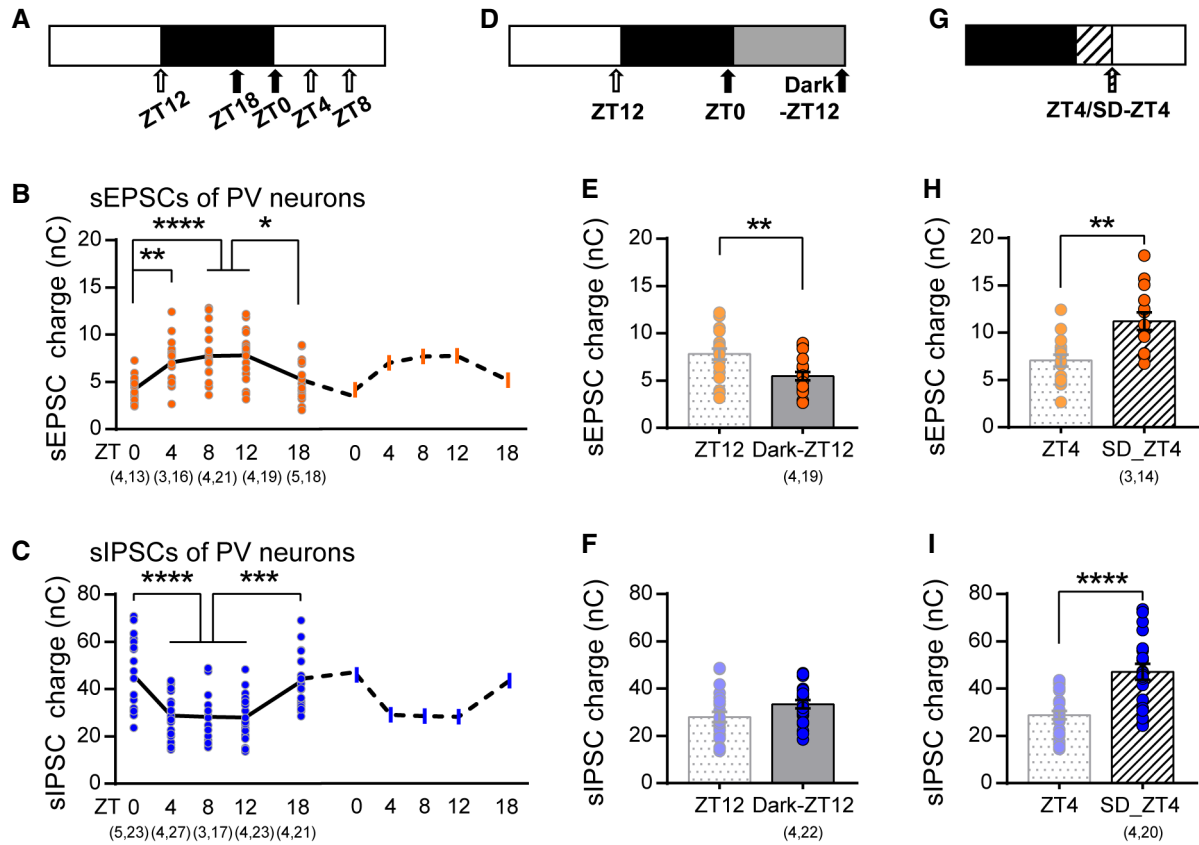 A
ZT12
ZT18
ZT0
ZT4
ZT8
D
ZT12
ZT0
Dark
-ZT12
G
ZT4/SD-ZT4
B
sEPSCs of PV neurons
sEPSC charge (nC)
20
15
10
5
0
**** *
**
ZT 0 4 8 12 18 0 4 8 12 18
(4,13) (3,16) (4,21) (4,19) (5,18)
E
sEPSC charge (nC)
20
15
10
5
0
**
ZT12 Dark-ZT12
(4,19)
H
sEPSC charge (nC)
20
15
10
5
0
**
ZT4 SD_ZT4
(3,14)
C
sIPSCs of PV neurons
sIPSC charge (nC)
80
60
40
20
0
**** ***
ZT 0 4 8 12 18 0 4 8 12 18
(5,23) (4,27) (3,17) (4,23) (4,21)
F
sIPSC charge (nC)
80
60
40
20
0
ZT12 Dark-ZT12
(4,22)
I
sIPSC charge (nC)
80
60
40
20
0
****
ZT4 SD_ZT4
(4,20)